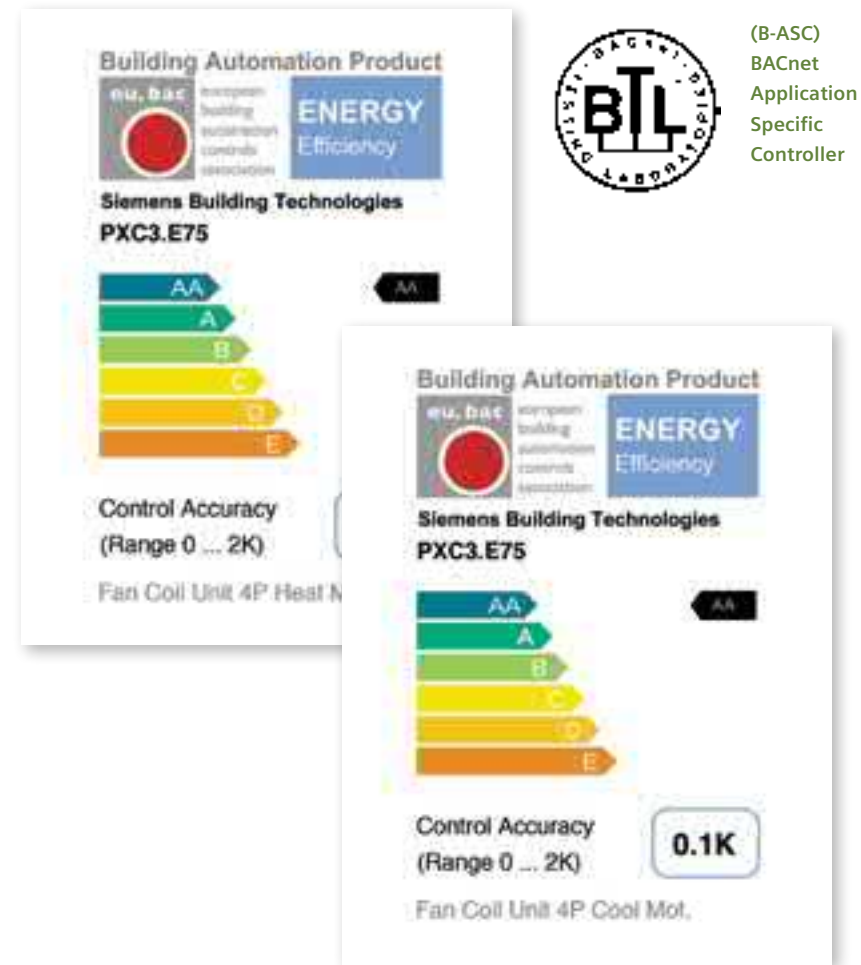 Building Automation Product
eu.bac
european
building
automation
controls
association
ENERGY
Efficiency
Siemens Building Technologies
PXC3.E75
AA
AA
A
B
C
D
E
Control Accuracy
(Range 0 ... 2K)
Fan Coil Unit 4P Heat M
BACnet TESTING LABORATORIES
BTL
(B-ASC)
BACnet
Application
Specific
Controller
Building Automation Product
eu.bac
european
building
automation
controls
association
ENERGY
Efficiency
Siemens Building Technologies
PXC3.E75
AA
AA
A
B
C
D
E
Control Accuracy
(Range 0 ... 2K)
0.1K
Fan Coil Unit 4P Cool Mot.